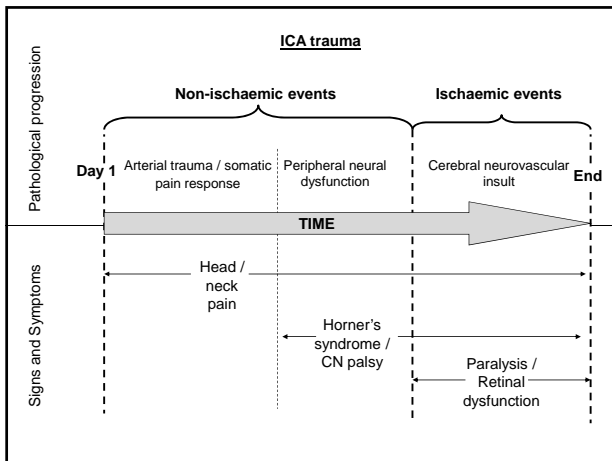 ICA trauma
Pathological progression
Non-ischaemic events
Ischaemic events
Day 1
Arterial trauma / somatic
pain response
Peripheral neural
dysfunction
Cerebral neurovascular
insult
End
TIME
Signs and Symptoms
Head /
neck
pain
Horner's
syndrome /
CN palsy
Paralysis /
Retinal
dysfunction